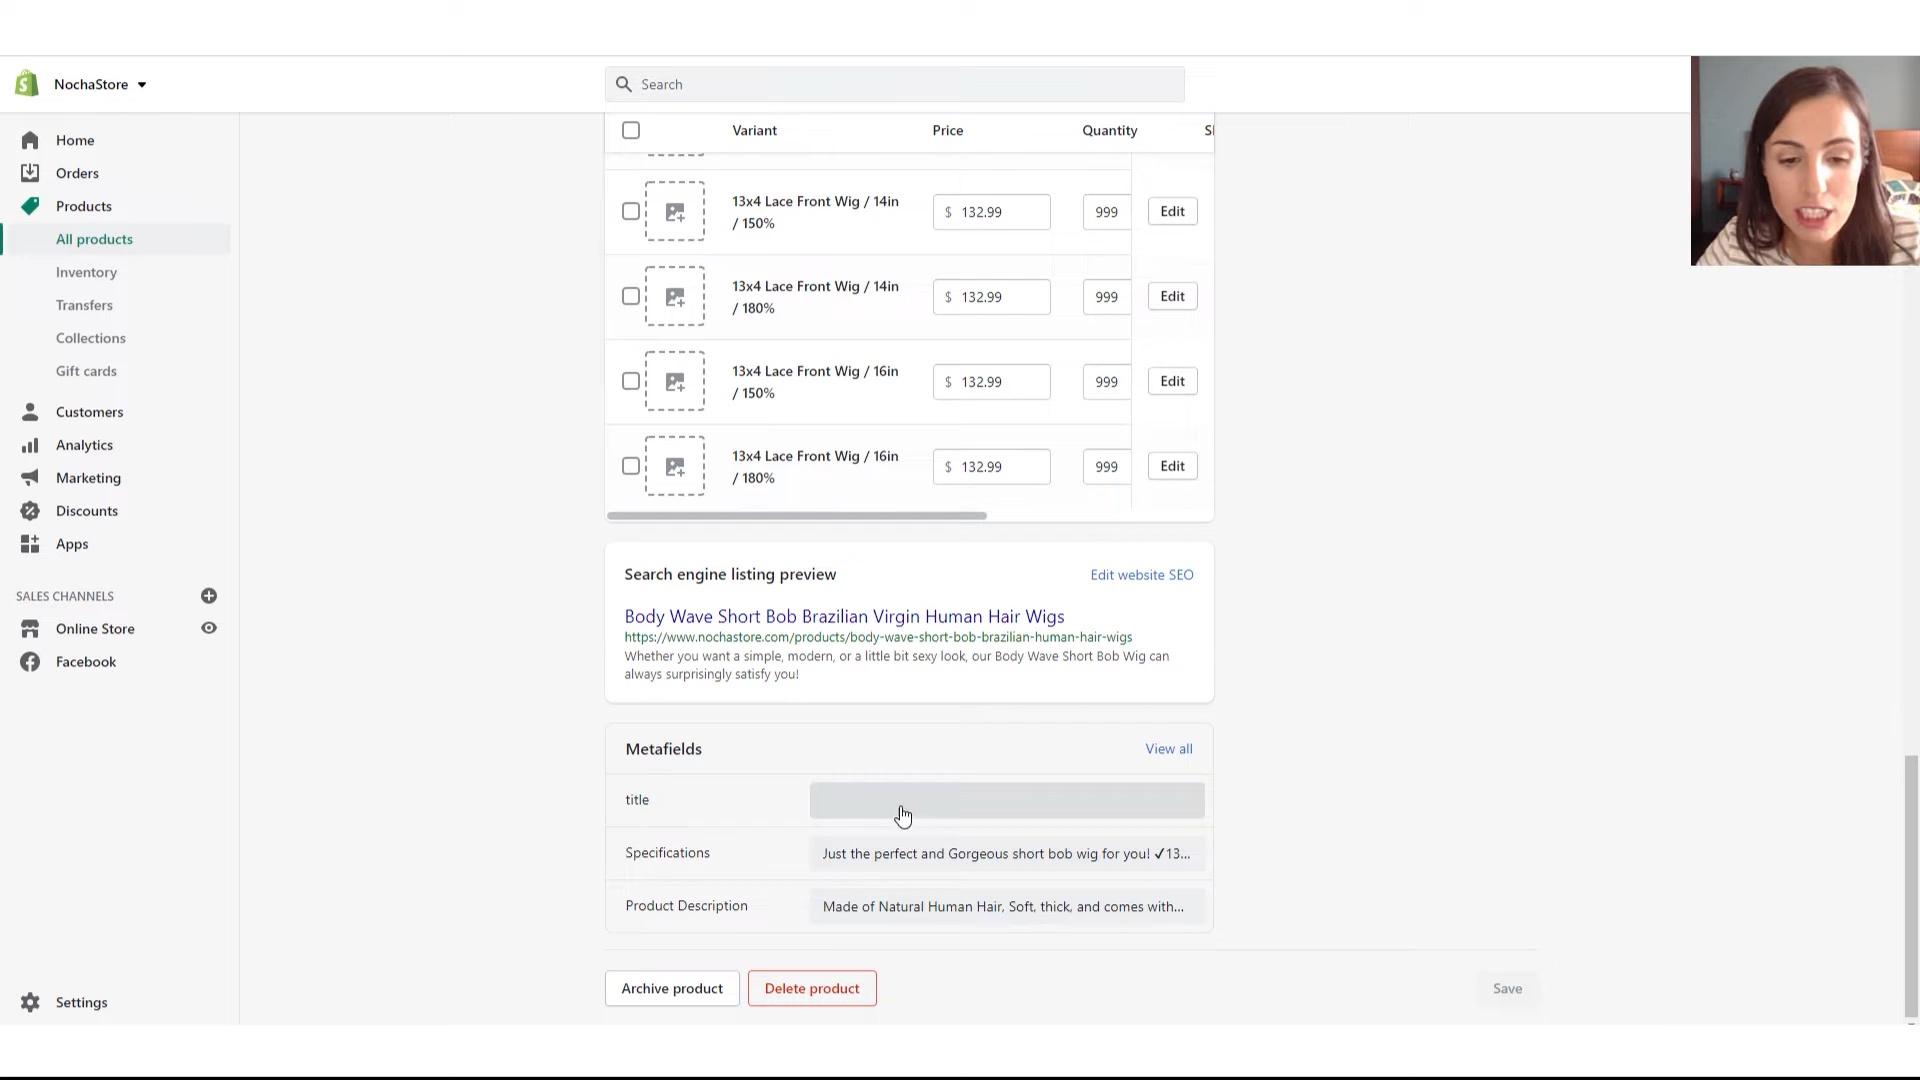 NochaStore
Search
Home
Orders
Products
All products
Inventory
Transfers
Collections
Gift cards
Customers
Analytics
Marketing
Discounts
Apps
SALES CHANNELS
Online Store
Facebook
Settings
Variant Price Quantity
13x4 Lace Front Wig / 14in $ 132.99 999 Edit
/ 150%
13x4 Lace Front Wig / 14in $ 132.99 999 Edit
/ 180%
13x4 Lace Front Wig / 16in $ 132.99 999 Edit
/ 150%
13x4 Lace Front Wig / 16in $ 132.99 999 Edit
/ 180%
Search engine listing preview Edit website SEO
Body Wave Short Bob Brazilian Virgin Human Hair Wigs
https://www.nochastore.com/products/body-wave-short-bob-brazilian-human-hair-wigs
Whether you want a simple, modern, or a little bit sexy look, our Body Wave Short Bob Wig can
always surprisingly satisfy you!
Metafields View all
title
Specifications Just the perfect and Gorgeous short bob wig for you! ✓13...
Product Description Made of Natural Human Hair, Soft, thick, and comes with...
Archive product Delete product Save